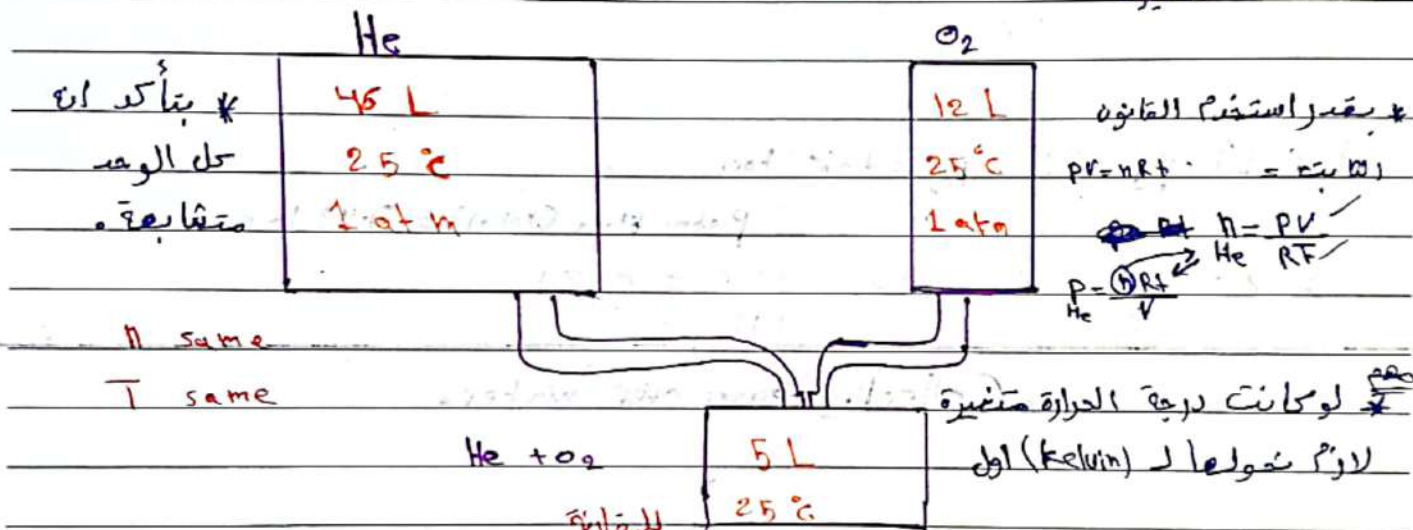 He
O₂
* بتأكد ان
كل الوحد
متشابهة.
46 L
25 °C
1 atm
12 L
25 °C
1 atm
* بقدر استخدم القانون
PV = nRt =
n He = PV / RT
P He = nRt / V
n same
T same
* لو كانت درجة الحرارة متغيرة
لازم نحولها لـ (Kelvin) اول
He + O₂
5 L
25 °C